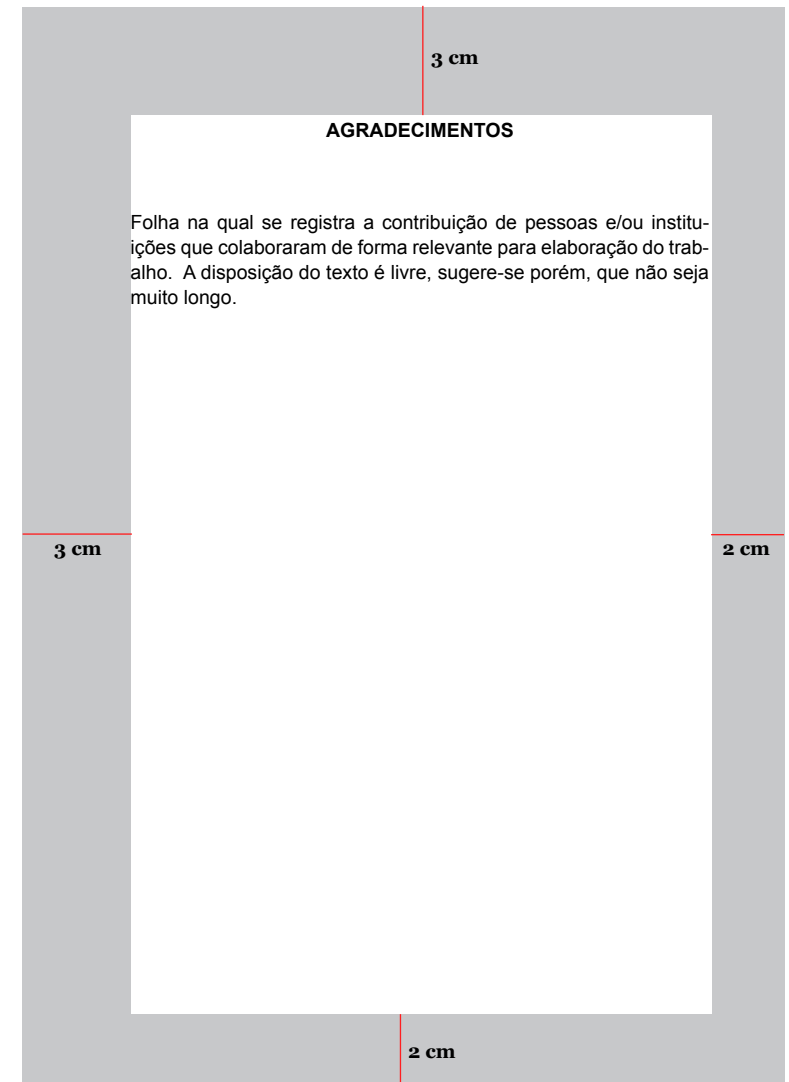 3 cm
AGRADECIMENTOS
Folha na qual se registra a contribuição de pessoas e/ou institu-
ições que colaboraram de forma relevante para elaboração do trab-
alho.  A disposição do texto é livre, sugere-se porém, que não seja
muito longo.
3 cm
2 cm
2 cm